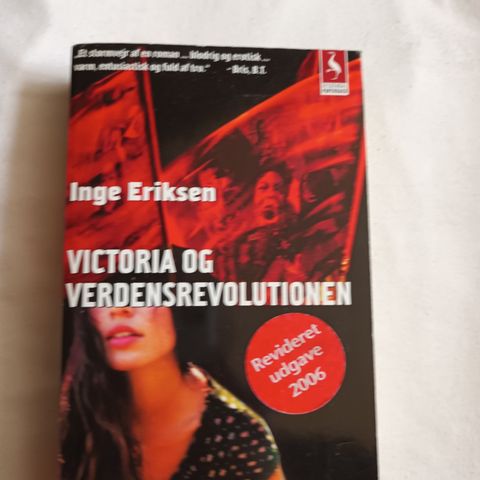 „Et stormvejr af en roman ... blodrig og erotisk ...
varm, entusiastisk og fuld af tro.“ - Bris, B.T.
Inge Eriksen
VICTORIA OG
VERDENSREVOLUTIONEN
Revideret
udgave
2006